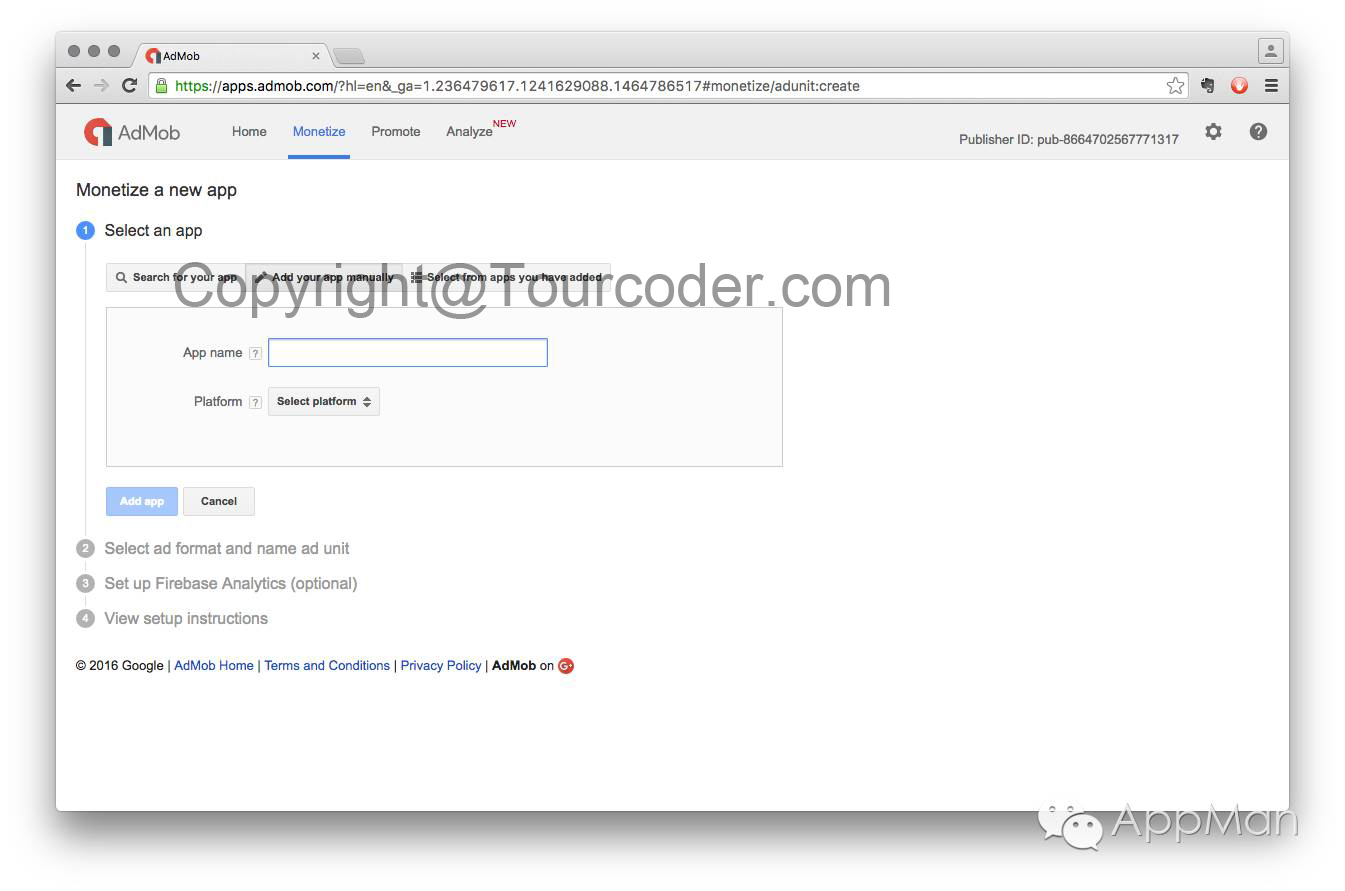 AdMob
https://apps.admob.com/?hl=en&_ga=1.236479617.1241629088.1464786517#monetize/adunit:create
AdMob Home Monetize Promote Analyze NEW Publisher ID: pub-8664702567771317 ?
Monetize a new app
1 Select an app
Search for your app Add your app manually Select from apps you have added
Copyright@Tourcoder.com
App name ?
Platform ? Select platform
Add app Cancel
2 Select ad format and name ad unit
3 Set up Firebase Analytics (optional)
4 View setup instructions
© 2016 Google | AdMob Home | Terms and Conditions | Privacy Policy | AdMob on G+
AppMan